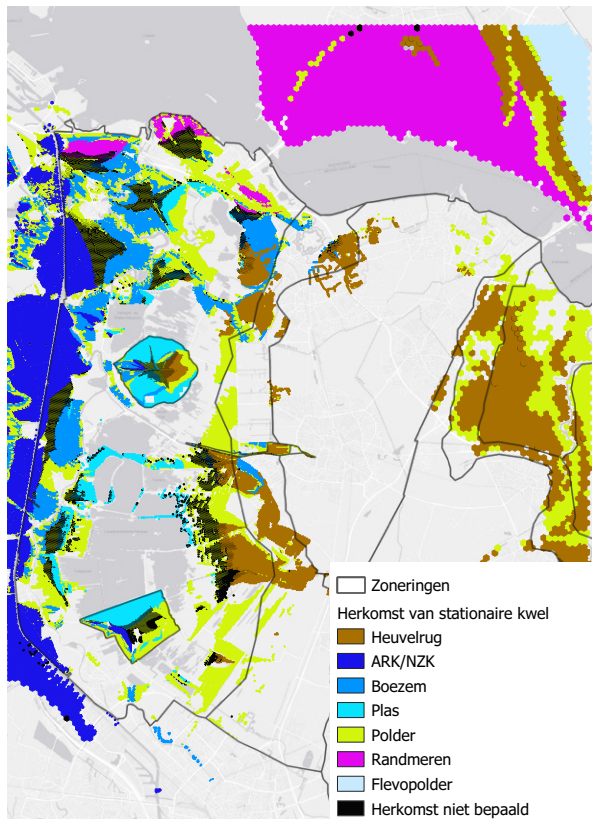 Zoneringen
Herkomst van stationaire kwel
Heuvelrug
ARK/NZK
Boezem
Plas
Polder
Randmeren
Flevopolder
Herkomst niet bepaald